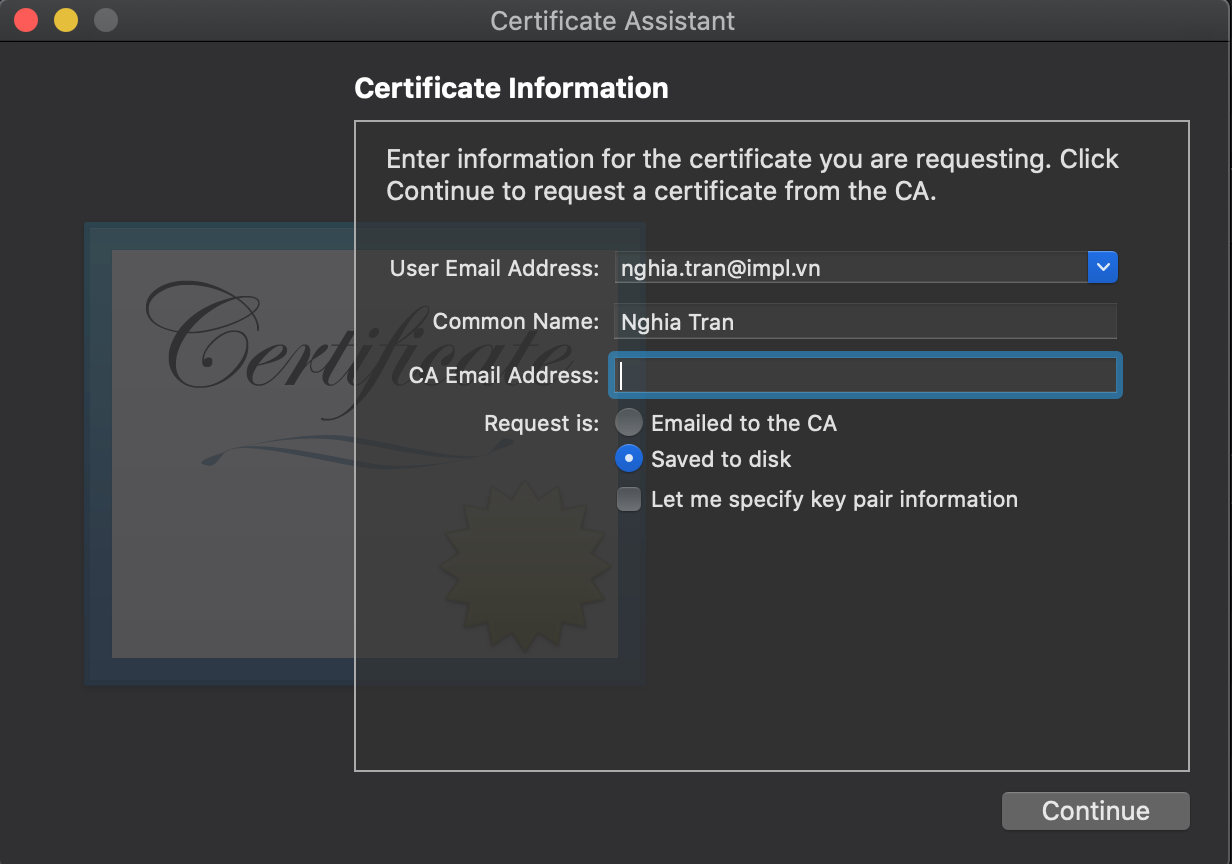 Certificate Assistant
Certificate Information
Enter information for the certificate you are requesting. Click
Continue to request a certificate from the CA.
User Email Address: nghia.tran@impl.vn
Common Name: Nghia Tran
CA Email Address:
Request is: Emailed to the CA
Saved to disk
Let me specify key pair information
Certificate
Continue